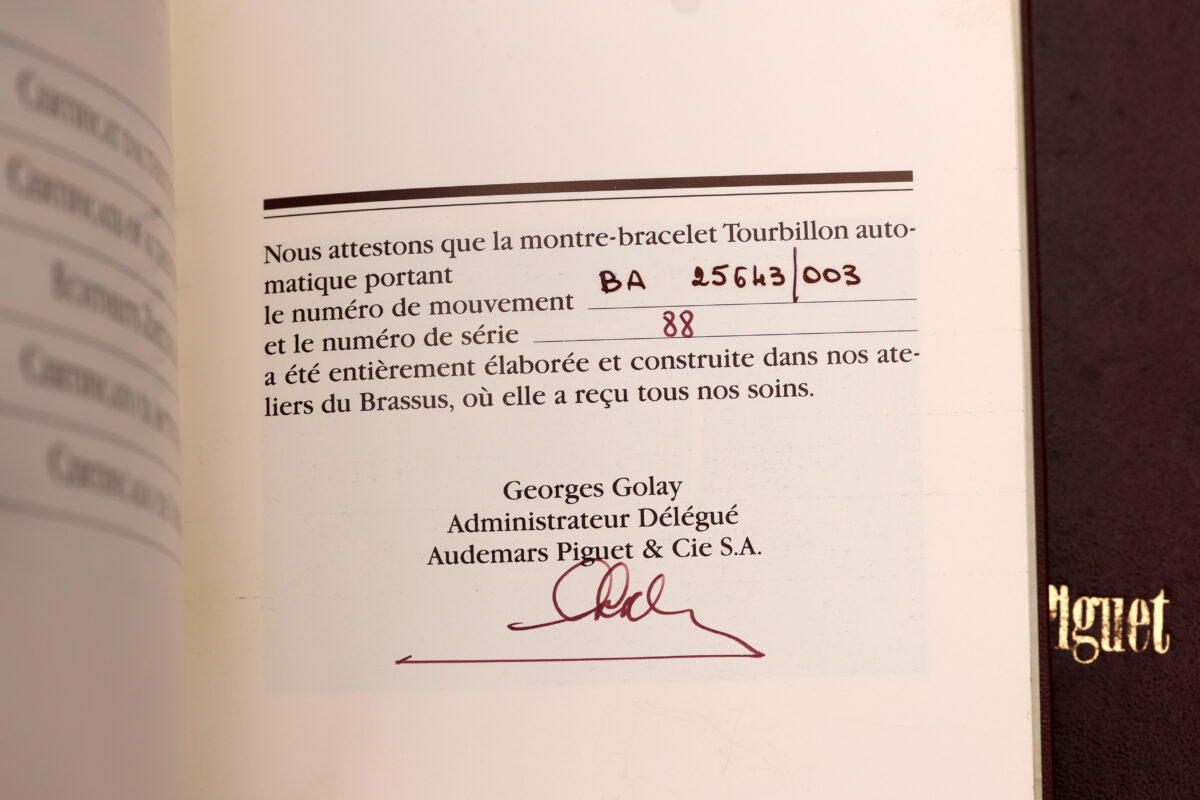 Nous attestons que la montre-bracelet Tourbillon auto-
matique portant
le numéro de mouvement BA 25643/003
et le numéro de série 88
a été entièrement élaborée et construite dans nos ate-
liers du Brassus, où elle a reçu tous nos soins.
Georges Golay
Administrateur Délégué
Audemars Piguet & Cie S.A.
Piguet